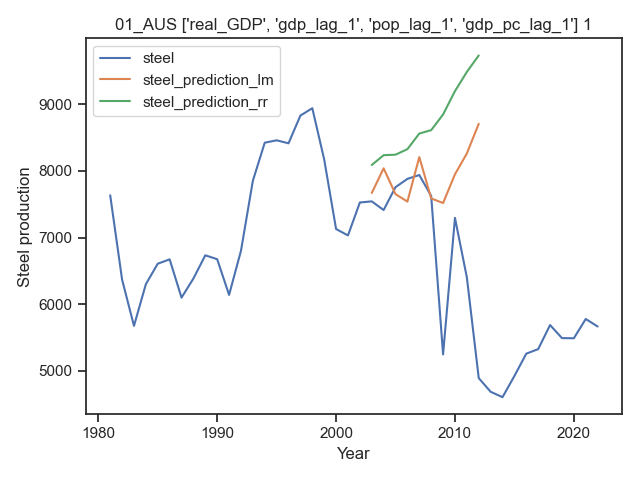 01_AUS ['real_GDP', 'gdp_lag_1', 'pop_lag_1', 'gdp_pc_lag_1'] 1
steel
steel_prediction_lm
steel_prediction_rr
9000
8000
7000
6000
5000
Steel production
1980
1990
2000
2010
2020
Year